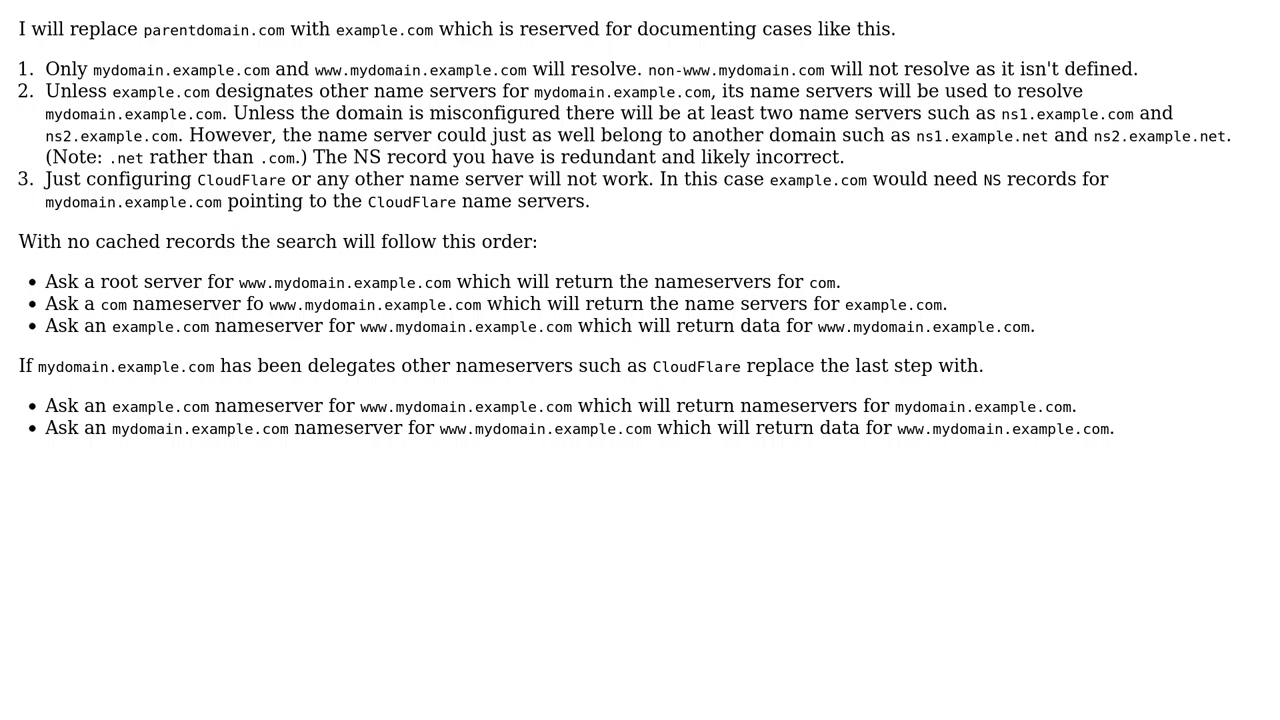 I will replace parentdomain.com with example.com which is reserved for documenting cases like this.
1. Only mydomain.example.com and www.mydomain.example.com will resolve. non-www.mydomain.com will not resolve as it isn't defined.
2. Unless example.com designates other name servers for mydomain.example.com, its name servers will be used to resolve
mydomain.example.com. Unless the domain is misconfigured there will be at least two name servers such as ns1.example.com and
ns2.example.com. However, the name server could just as well belong to another domain such as ns1.example.net and ns2.example.net.
(Note: .net rather than .com.) The NS record you have is redundant and likely incorrect.
3. Just configuring CloudFlare or any other name server will not work. In this case example.com would need NS records for
mydomain.example.com pointing to the CloudFlare name servers.
With no cached records the search will follow this order:
• Ask a root server for www.mydomain.example.com which will return the nameservers for com.
• Ask a com nameserver fo www.mydomain.example.com which will return the name servers for example.com.
• Ask an example.com nameserver for www.mydomain.example.com which will return data for www.mydomain.example.com.
If mydomain.example.com has been delegates other nameservers such as CloudFlare replace the last step with.
• Ask an example.com nameserver for www.mydomain.example.com which will return nameservers for mydomain.example.com.
• Ask an mydomain.example.com nameserver for www.mydomain.example.com which will return data for www.mydomain.example.com.